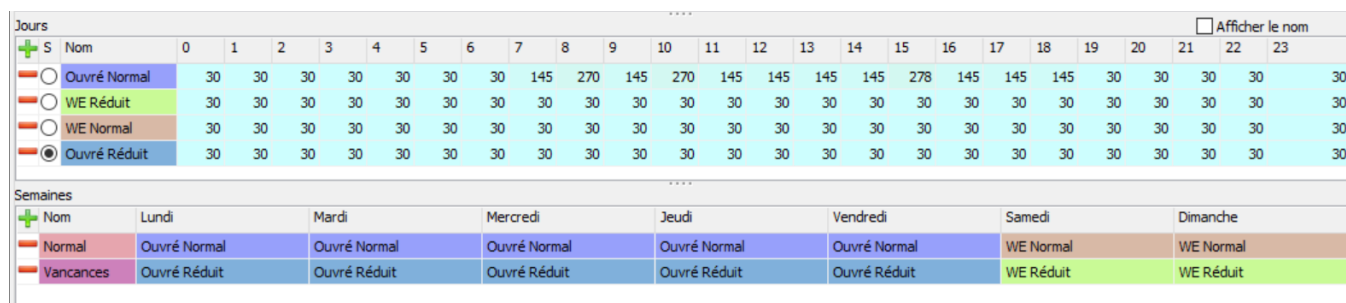 Jours
Afficher le nom
S Nom 0 1 2 3 4 5 6 7 8 9 10 11 12 13 14 15 16 17 18 19 20 21 22 23
Ouvré Normal 30 30 30 30 30 30 30 145 270 145 270 145 145 145 145 278 145 145 145 30 30 30 30 30
WE Réduit 30 30 30 30 30 30 30 30 30 30 30 30 30 30 30 30 30 30 30 30 30 30 30 30
WE Normal 30 30 30 30 30 30 30 30 30 30 30 30 30 30 30 30 30 30 30 30 30 30 30 30
Ouvré Réduit 30 30 30 30 30 30 30 30 30 30 30 30 30 30 30 30 30 30 30 30 30 30 30 30
Semaines
Nom Lundi Mardi Mercredi Jeudi Vendredi Samedi Dimanche
Normal Ouvré Normal Ouvré Normal Ouvré Normal Ouvré Normal Ouvré Normal WE Normal WE Normal
Vancances Ouvré Réduit Ouvré Réduit Ouvré Réduit Ouvré Réduit Ouvré Réduit WE Réduit WE Réduit